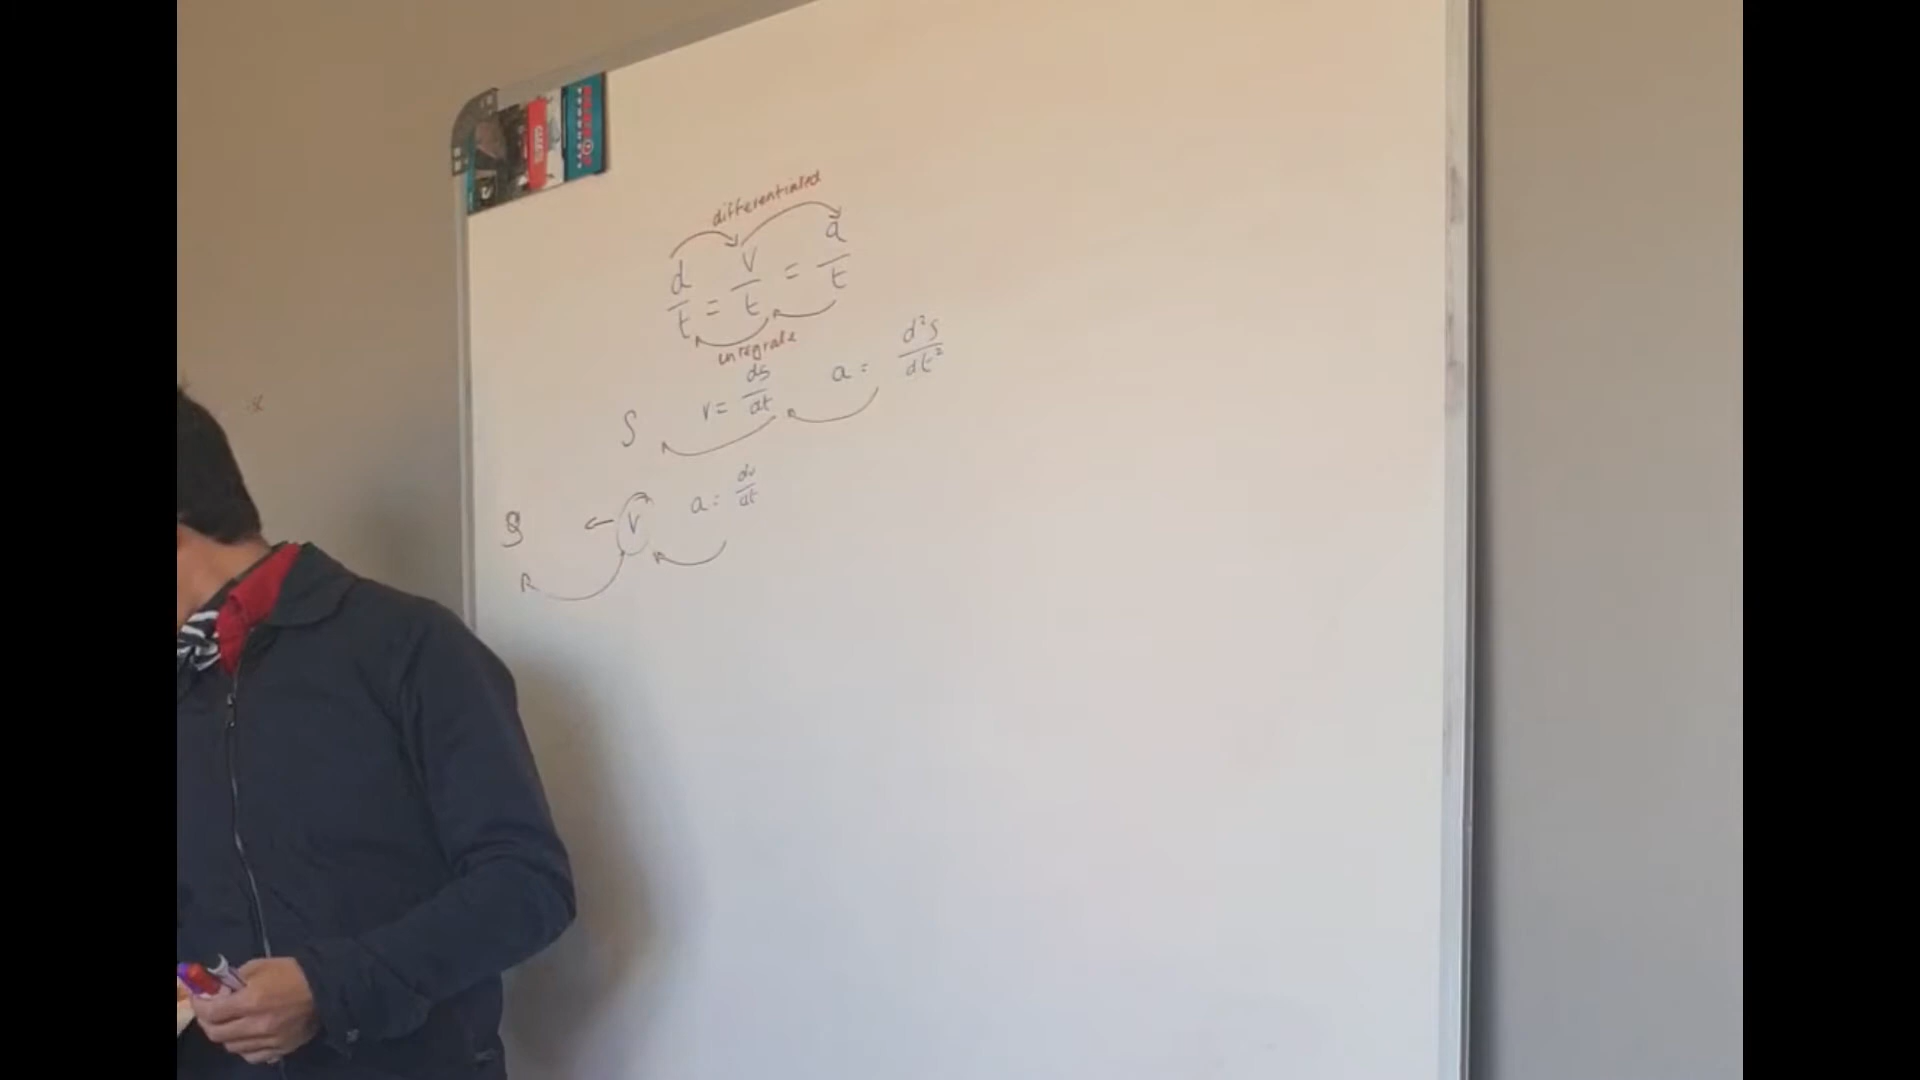 differentiated
d/t = v/t = a/t
integrate
S v = ds/dt a = d²s/dt²
S ← v a = dv/dt